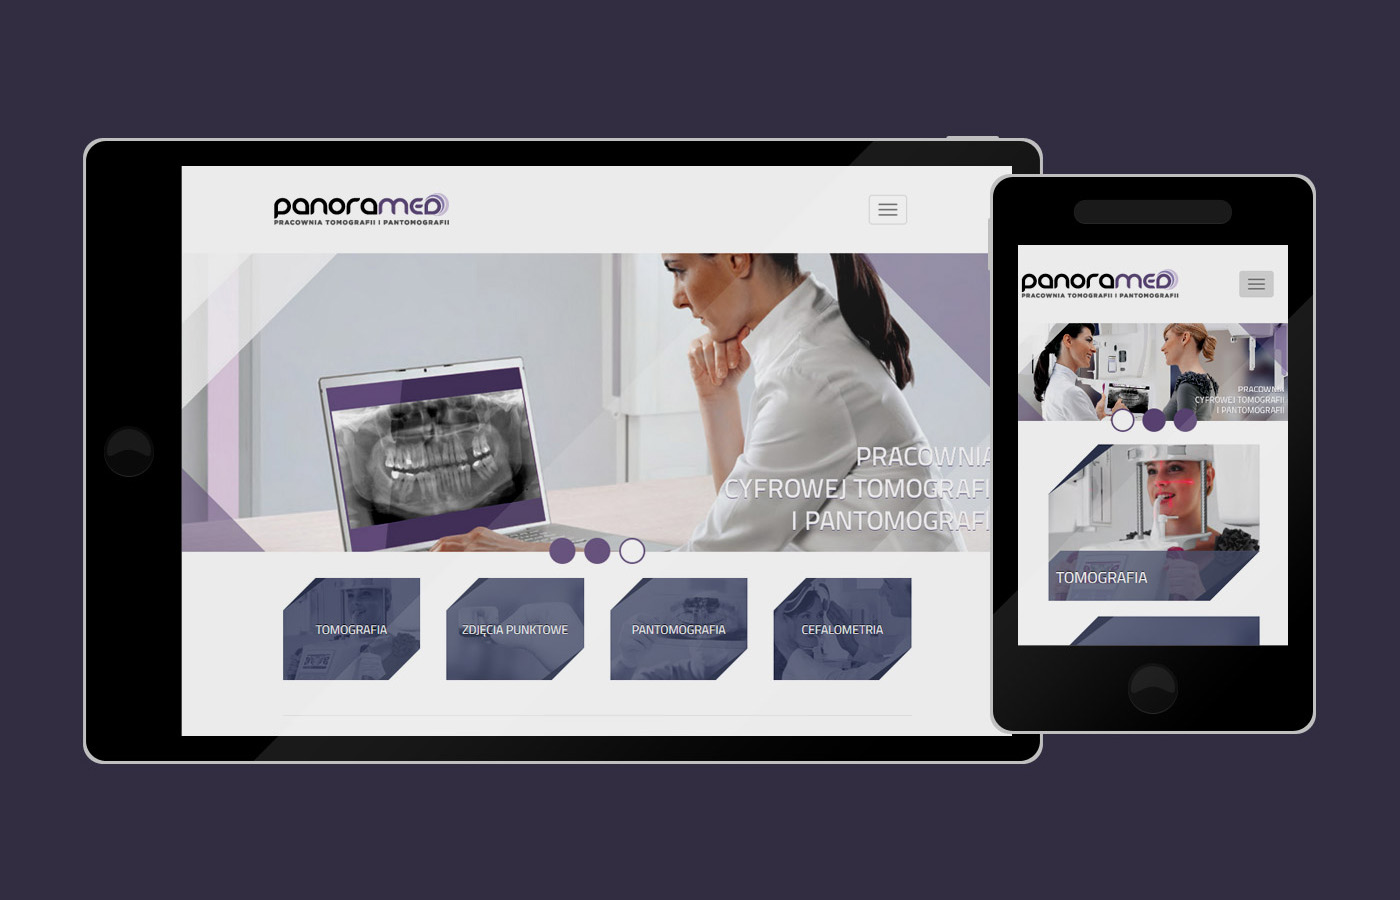 panoramed
PRACOWNIA TOMOGRAFII I PANTOMOGRAFII
PRACOWNIA
CYFROWEJ TOMOGRAFI
I PANTOMOGRAFI
TOMOGRAFIA
ZDJĘCIA PUNKTOWE
PANTOMOGRAFIA
CEFALOMETRIA
panoramed
PRACOWNIA TOMOGRAFII I PANTOMOGRAFII
PRACOWNIA
CYFROWEJ TOMOGRAFII
I PANTOMOGRAFII
TOMOGRAFIA